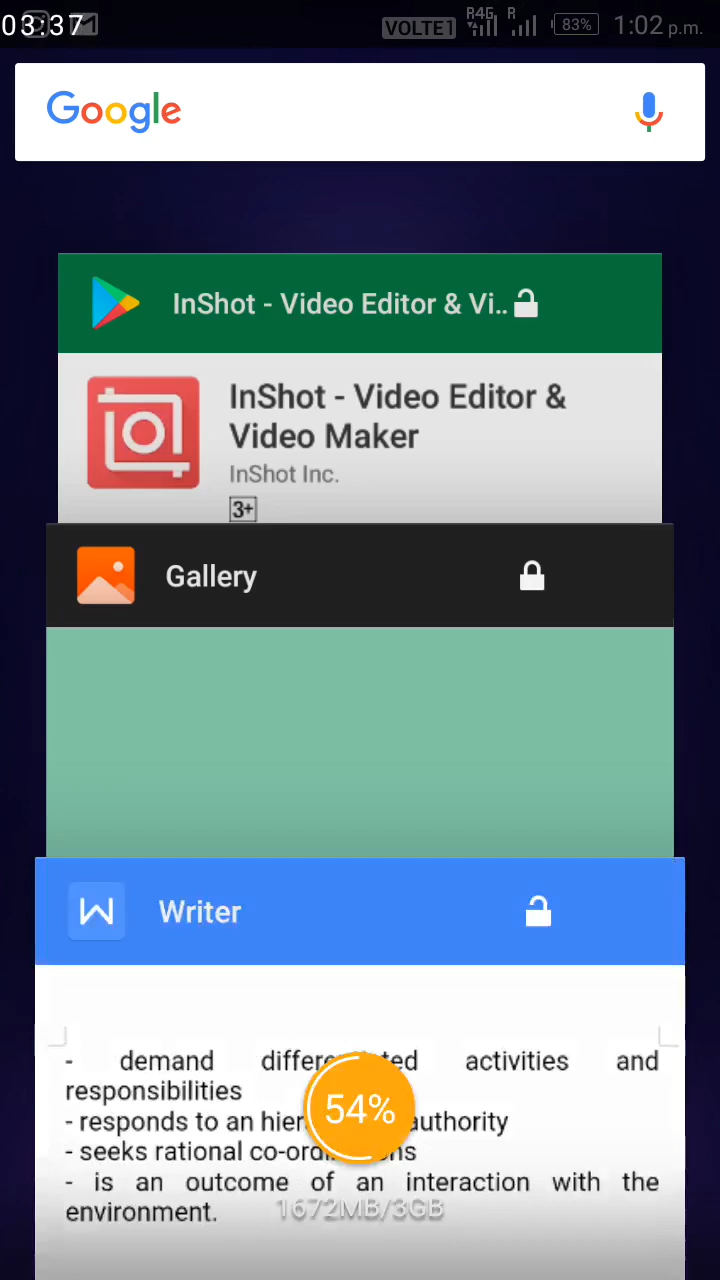 03:37
VOLTE1 R4G R 83% 1:02 p.m.
Google
InShot - Video Editor & Vi..
InShot - Video Editor &
Video Maker
InShot Inc.
3+
Gallery
Writer
- demand activities and
responsibilities
- responds to an authority
- seeks rational
- is an outcome of an interaction with the
environment.
54%
1672MB/3GB